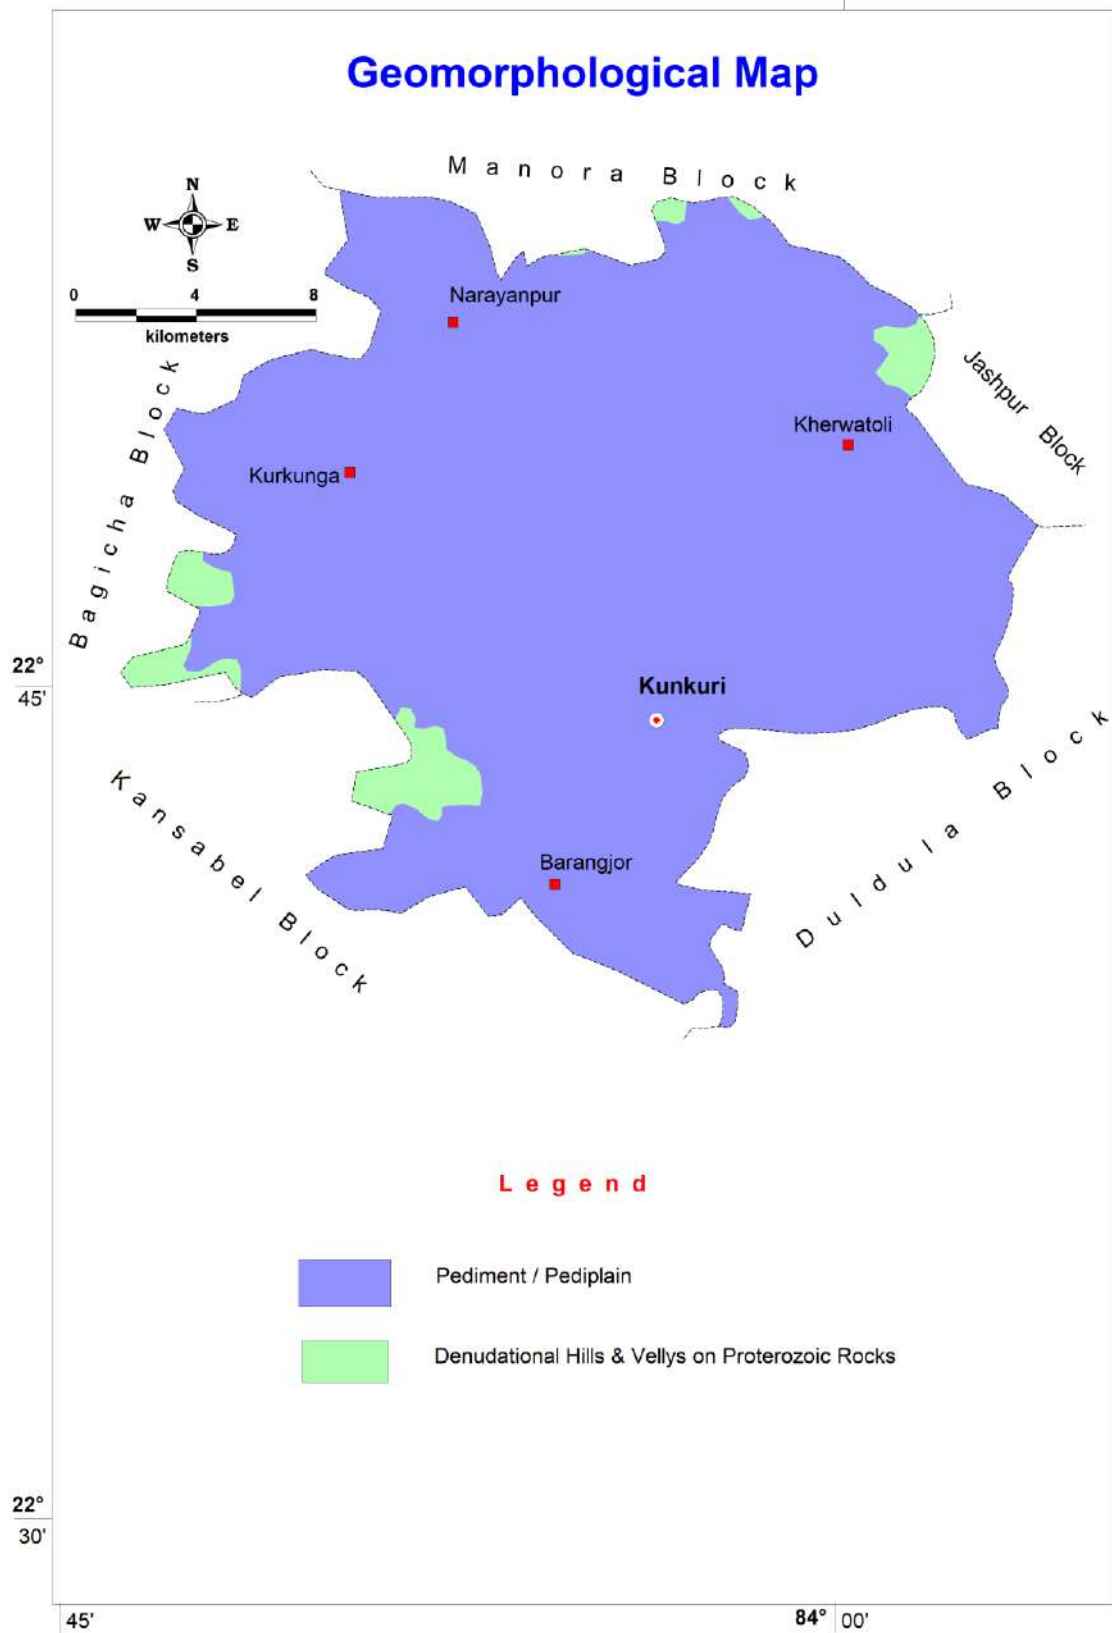 Geomorphological Map
Manora Block
N
W E
S
0 4 8
kilometers
Narayanpur
Jashpur Block
Kherwatoli
Kurkunga
Bagicha Block
22°
45'
Kunkuri
Kansabel Block
Duldula Block
Barangjor
Legend
Pediment / Pediplain
Denudational Hills & Vellys on Proterozoic Rocks
22°
30'
45'
84° 00'